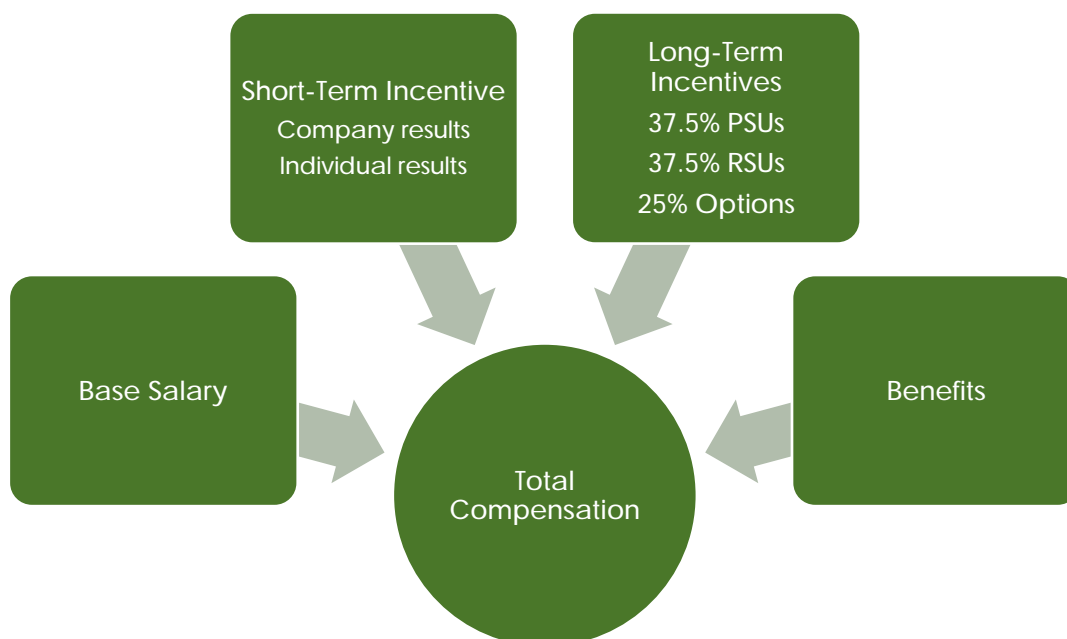 Short-Term Incentive
Company results
Individual results
Long-Term
Incentives
37.5% PSUs
37.5% RSUs
25% Options
Base Salary
Benefits
Total
Compensation